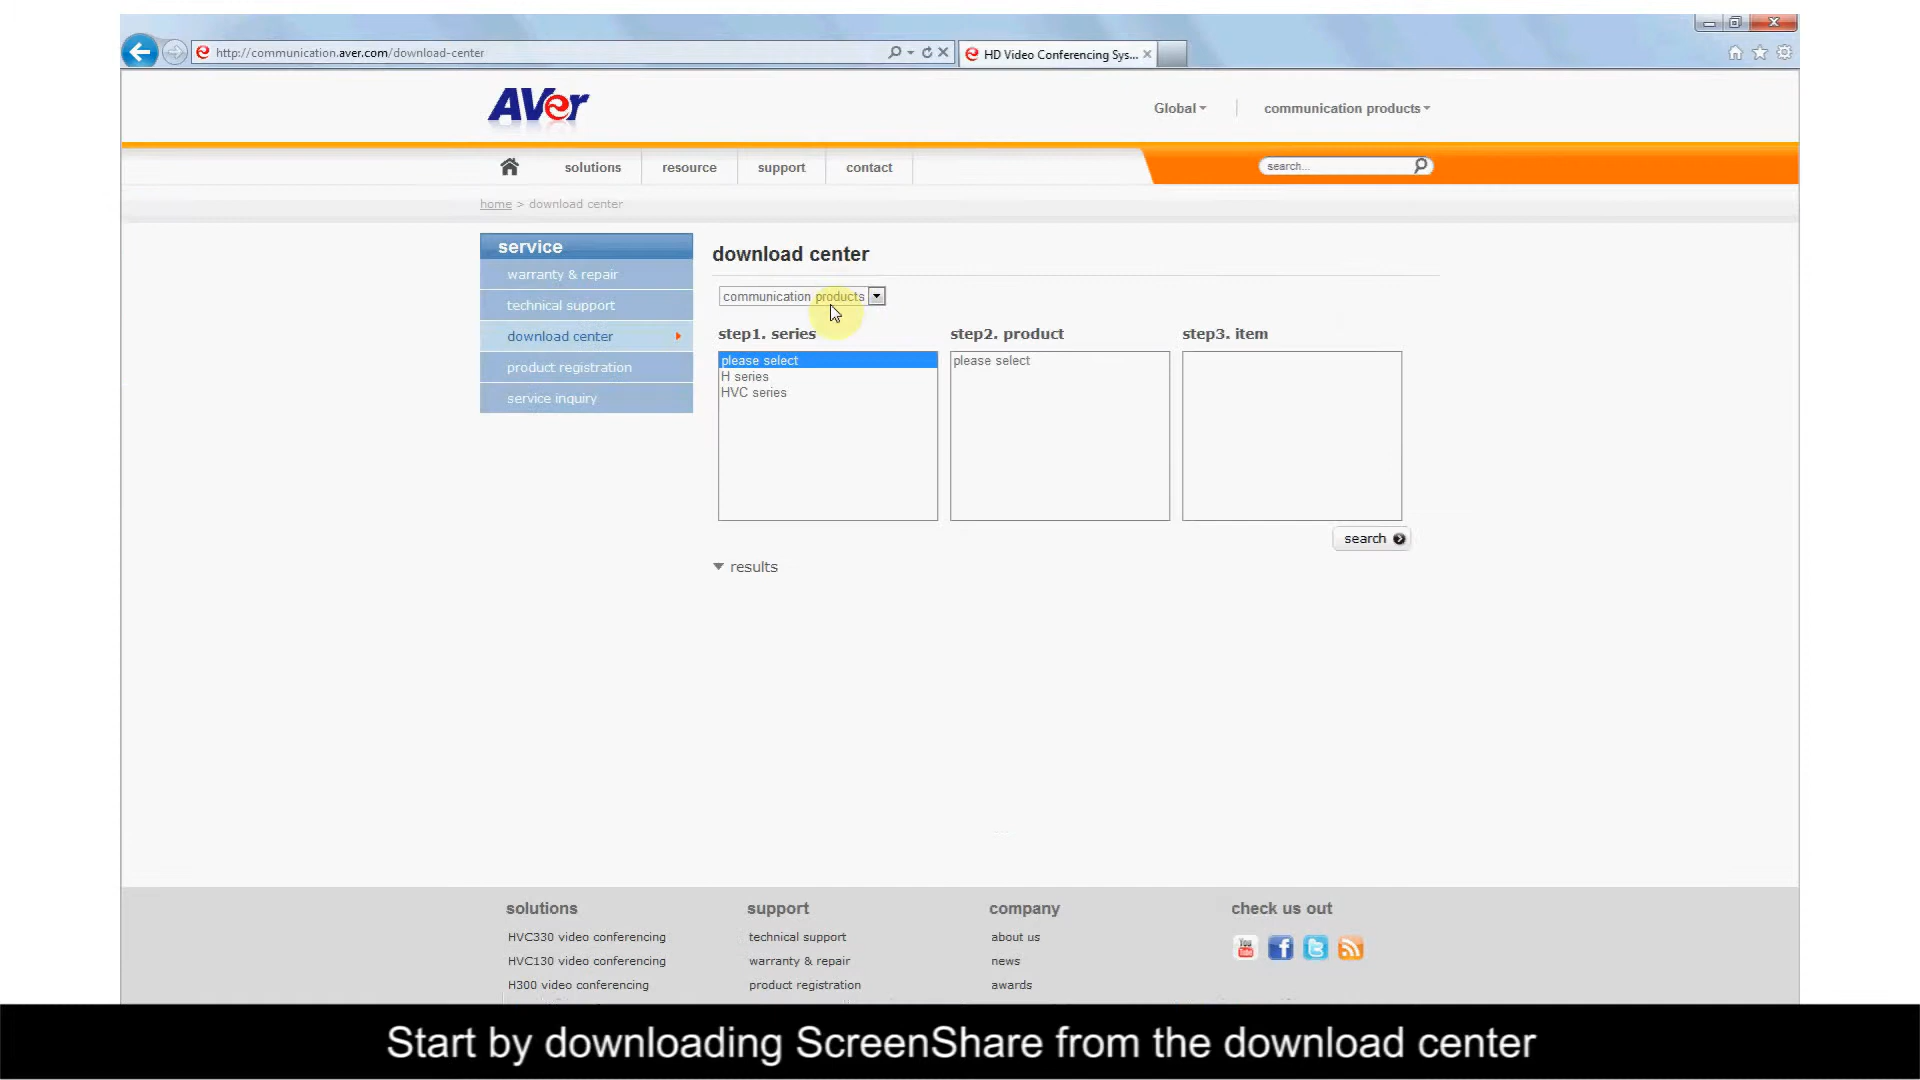 http://communication.aver.com/download-center
HD Video Conferencing Sys...
AVer
Global
communication products
solutions
resource
support
contact
search...
home > download center
service
warranty & repair
technical support
download center
product registration
service inquiry
download center
communication products
step1. series
please select
H series
HVC series
step2. product
please select
step3. item
search
results
solutions
HVC330 video conferencing
HVC130 video conferencing
H300 video conferencing
support
technical support
warranty & repair
product registration
company
about us
news
awards
check us out
You Tube
Start by downloading ScreenShare from the download center